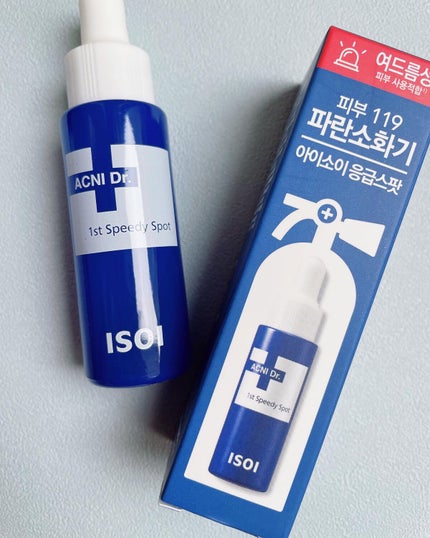 ACNI Dr.
1st Speedy Spot
ISOI
여드름성
피부 사용적합
피부 119
파란소화기
아이소이 응급스팟
ACNI Dr.
1st Speedy Spot
ISOI